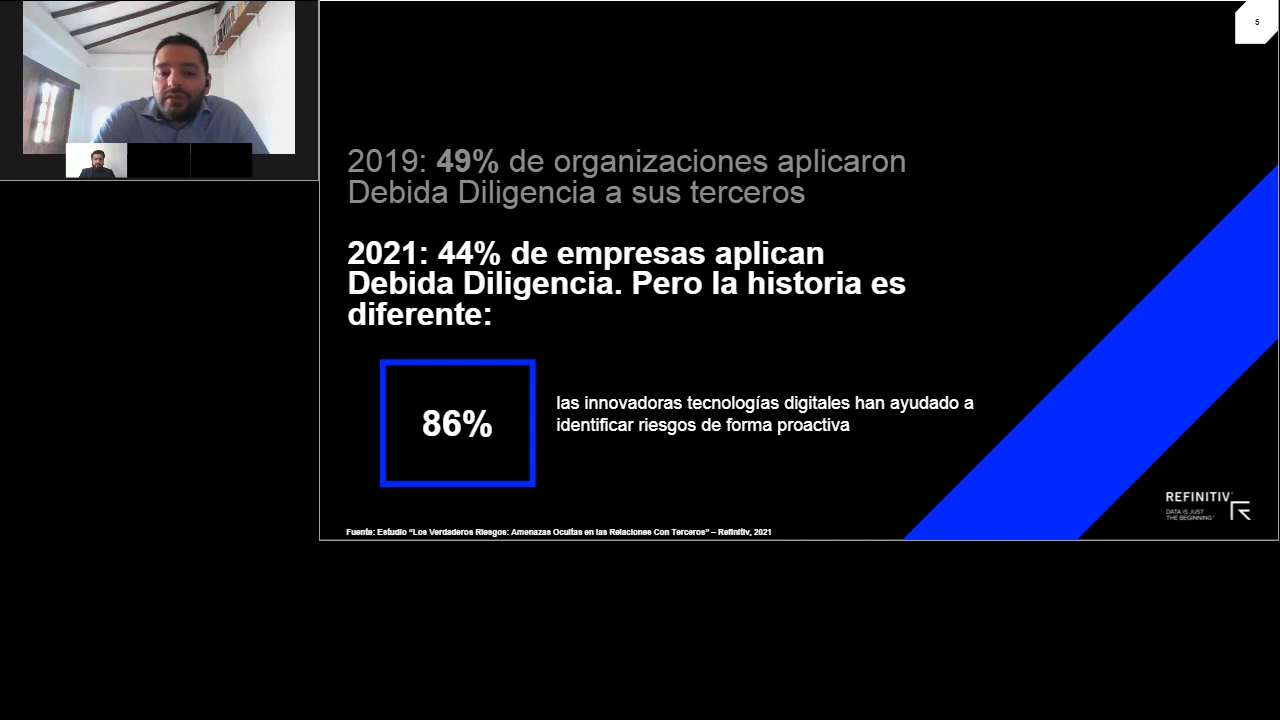 5
2019: 49% de organizaciones aplicaron
Debida Diligencia a sus terceros
2021: 44% de empresas aplican
Debida Diligencia. Pero la historia es
diferente:
86%
las innovadoras tecnologías digitales han ayudado a
identificar riesgos de forma proactiva
REFINITIV
DATA IS JUST
THE BEGINNING
Fuente: Estudio “Los Verdaderos Riesgos: Amenazas Ocultas en las Relaciones Con Terceros” – Refinitiv, 2021